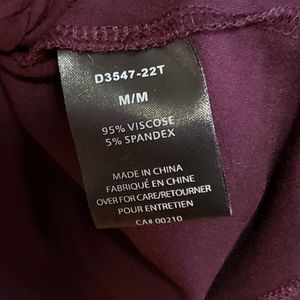 D3547-22T
M/M
95% VISCOSE
5% SPANDEX
MADE IN CHINA
FABRIQUÉ EN CHINE
OVER FOR CARE/RETOURNER
POUR ENTRETIEN
CA# 00210